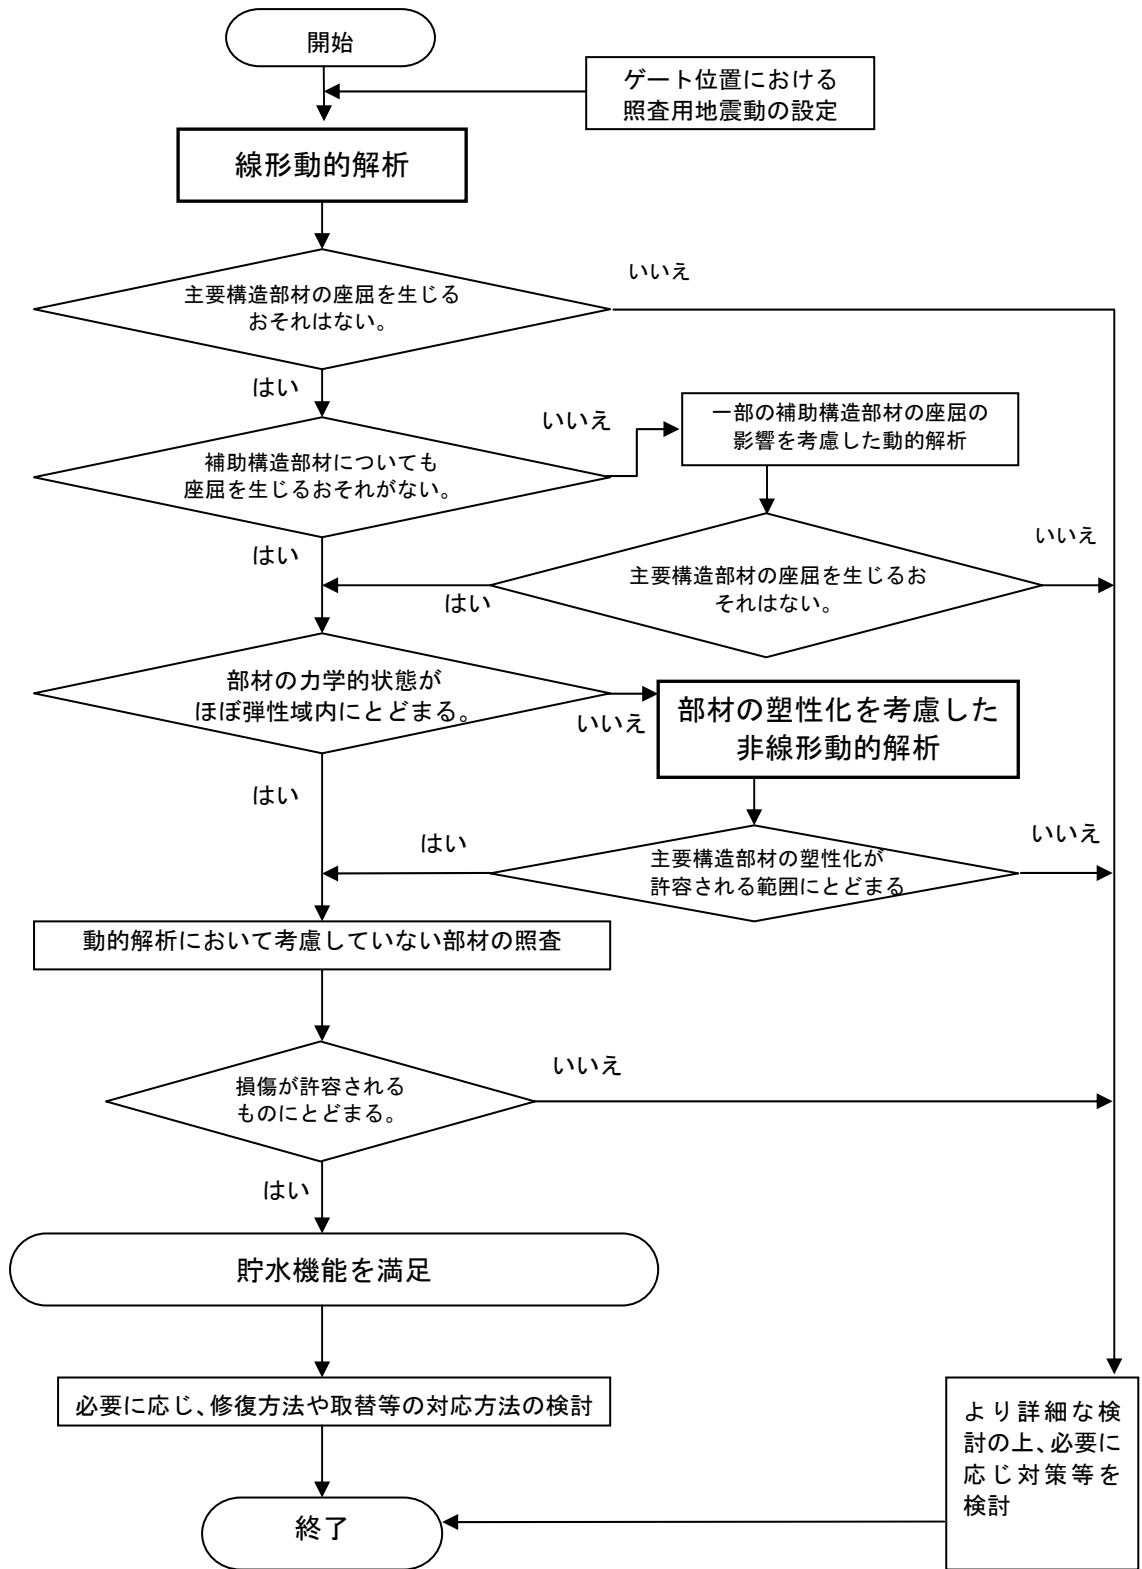 開始
ゲート位置における
照査用地震動の設定
線形動的解析
主要構造部材の座屈を生じる
おそれはない。
いいえ
はい
補助構造部材についても
座屈を生じるおそれがない。
いいえ
一部の補助構造部材の座屈の
影響を考慮した動的解析
はい
主要構造部材の座屈を生じるお
それはない。
いいえ
はい
部材の力学的状態が
ほぼ弾性域内にとどまる。
いいえ
部材の塑性化を考慮した
非線形動的解析
はい
主要構造部材の塑性化が
許容される範囲にとどまる
いいえ
はい
動的解析において考慮していない部材の照査
損傷が許容される
ものにとどまる。
いいえ
はい
貯水機能を満足
必要に応じ、修復方法や取替等の対応方法の検討
より詳細な検
討の上、必要に
応じ対策等を
検討
終了